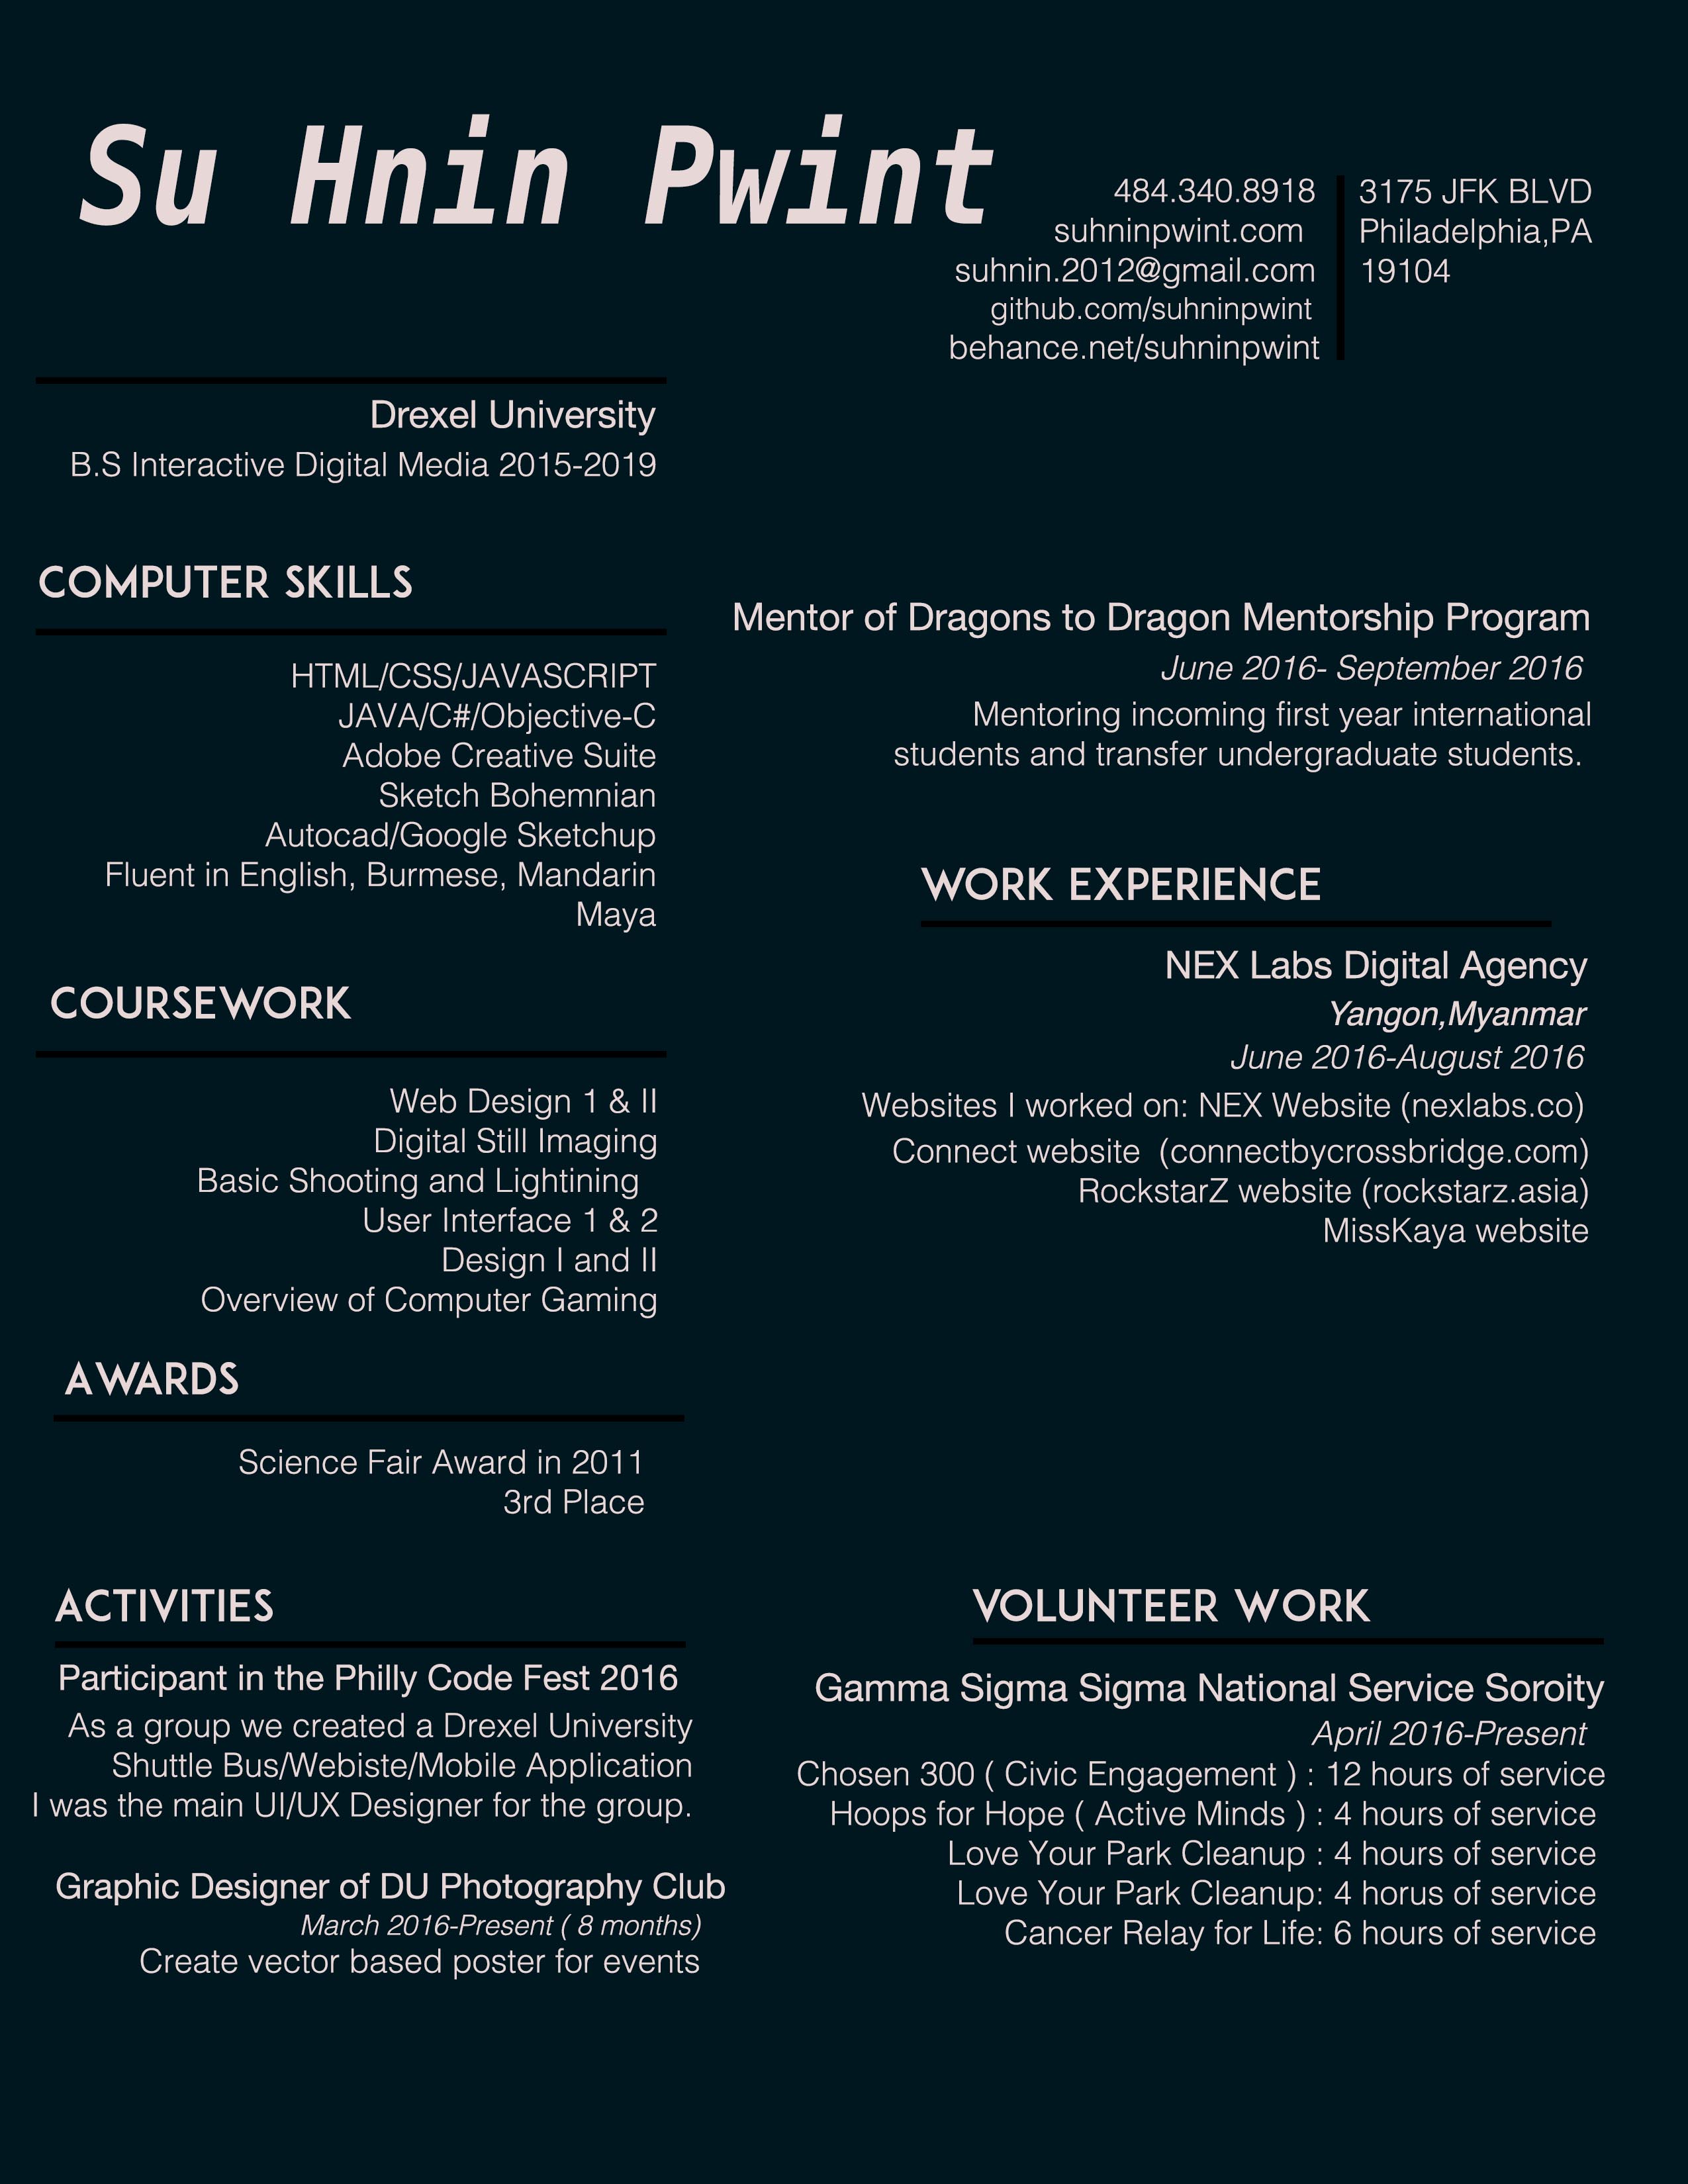 Su Hnin Pwint
484.340.8918
suhninpwint.com
suhnin.2012@gmail.com
github.com/suhninpwint
behance.net/suhninpwint
3175 JFK BLVD
Philadelphia,PA
19104
Drexel University
B.S Interactive Digital Media 2015-2019
COMPUTER SKILLS
HTML/CSS/JAVASCRIPT
JAVA/C#/Objective-C
Adobe Creative Suite
Sketch Bohemnian
Autocad/Google Sketchup
Fluent in English, Burmese, Mandarin
Maya
COURSEWORK
Web Design 1 & II
Digital Still Imaging
Basic Shooting and Lightining
User Interface 1 & 2
Design I and II
Overview of Computer Gaming
AWARDS
Science Fair Award in 2011
3rd Place
ACTIVITIES
Participant in the Philly Code Fest 2016
As a group we created a Drexel University
Shuttle Bus/Webiste/Mobile Application
I was the main UI/UX Designer for the group.
Graphic Designer of DU Photography Club
March 2016-Present ( 8 months)
Create vector based poster for events
Mentor of Dragons to Dragon Mentorship Program
June 2016- September 2016
Mentoring incoming first year international
students and transfer undergraduate students.
WORK EXPERIENCE
NEX Labs Digital Agency
Yangon,Myanmar
June 2016-August 2016
Websites I worked on: NEX Website (nexlabs.co)
Connect website  (connectbycrossbridge.com)
RockstarZ website (rockstarz.asia)
MissKaya website
VOLUNTEER WORK
Gamma Sigma Sigma National Service Soroity
April 2016-Present
Chosen 300 ( Civic Engagement ) : 12 hours of service
Hoops for Hope ( Active Minds ) : 4 hours of service
Love Your Park Cleanup : 4 hours of service
Love Your Park Cleanup: 4 horus of service
Cancer Relay for Life: 6 hours of service